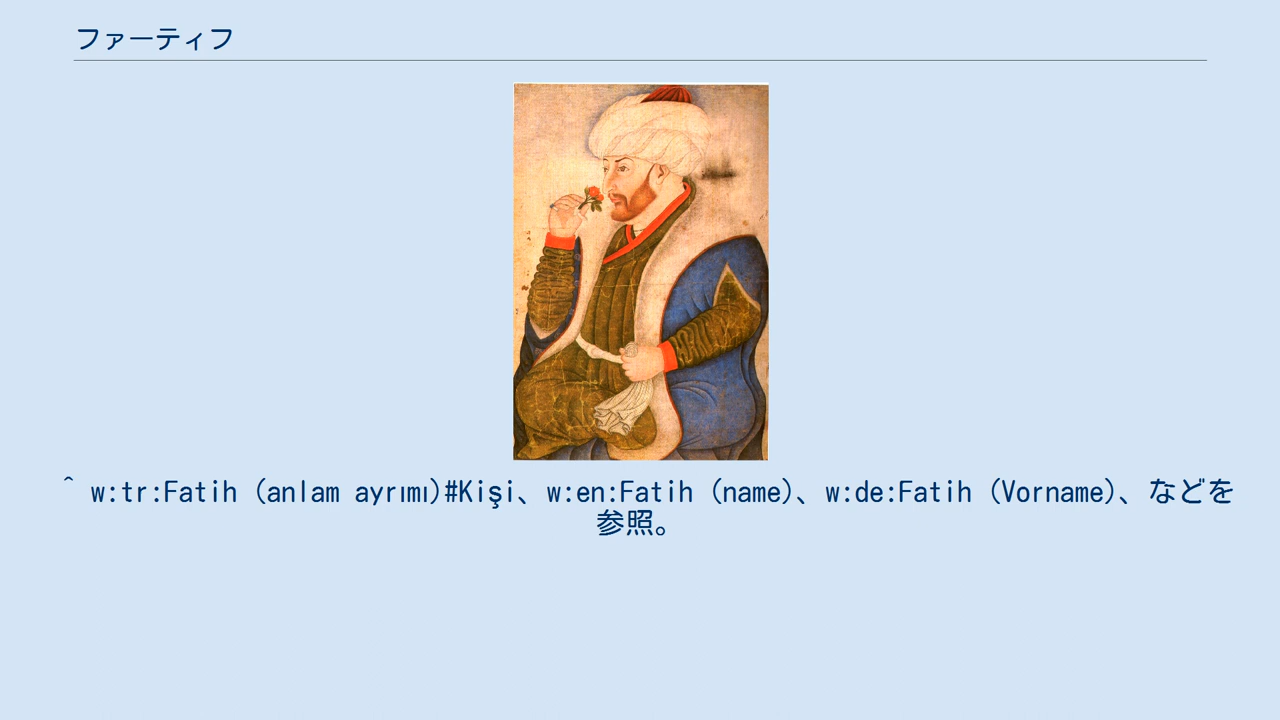 ファーティフ
^ w:tr:Fatih (anlam ayrımı)#Kişi、w:en:Fatih (name)、w:de:Fatih (Vorname)、などを
参照。